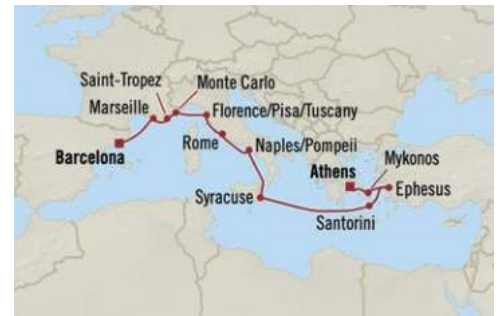 Saint-Tropez
Monte Carlo
Marseille
Florence/Pisa/Tuscany
Rome
Naples/Pompeii
Barcelona
Athens
Mykonos
Ephesus
Syracuse
Santorini